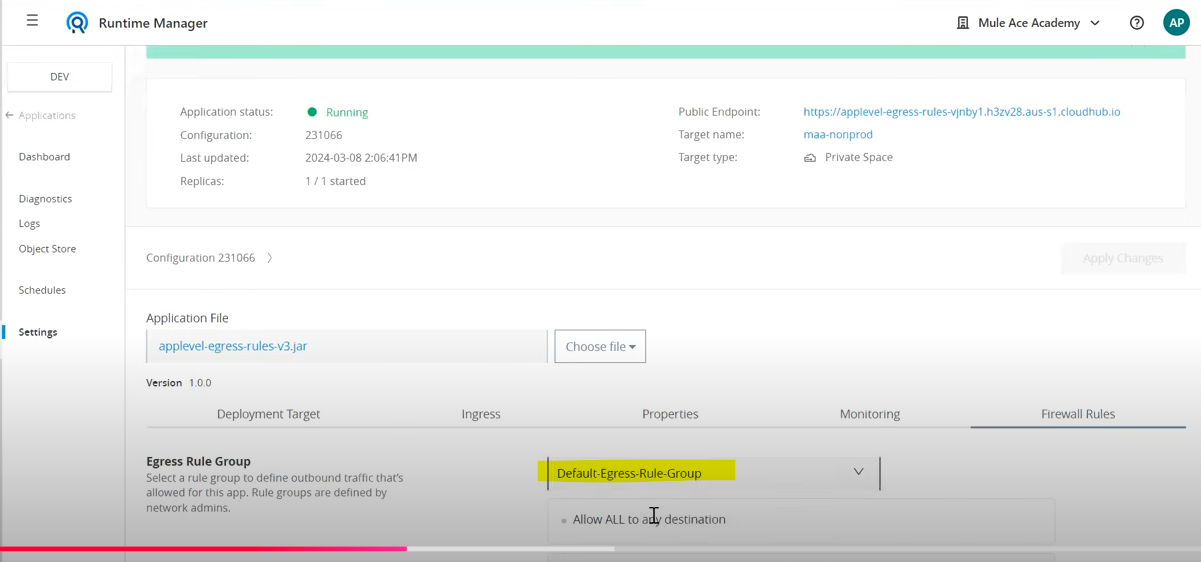 Runtime Manager
Mule Ace Academy
?
AP
DEV
Applications
Dashboard
Diagnostics
Logs
Object Store
Schedules
Settings
Application status: Running
Configuration: 231066
Last updated: 2024-03-08 2:06:41PM
Replicas: 1 / 1 started
Public Endpoint: https://applevel-egress-rules-vjnby1.h3zv28.aus-s1.cloudhub.io
Target name: maa-nonprod
Target type: Private Space
Configuration 231066
Apply Changes
Application File
applevel-egress-rules-v3.jar
Choose file
Version 1.0.0
Deployment Target Ingress Properties Monitoring Firewall Rules
Egress Rule Group
Select a rule group to define outbound traffic that's
allowed for this app. Rule groups are defined by
network admins.
Default-Egress-Rule-Group
Allow ALL to any destination